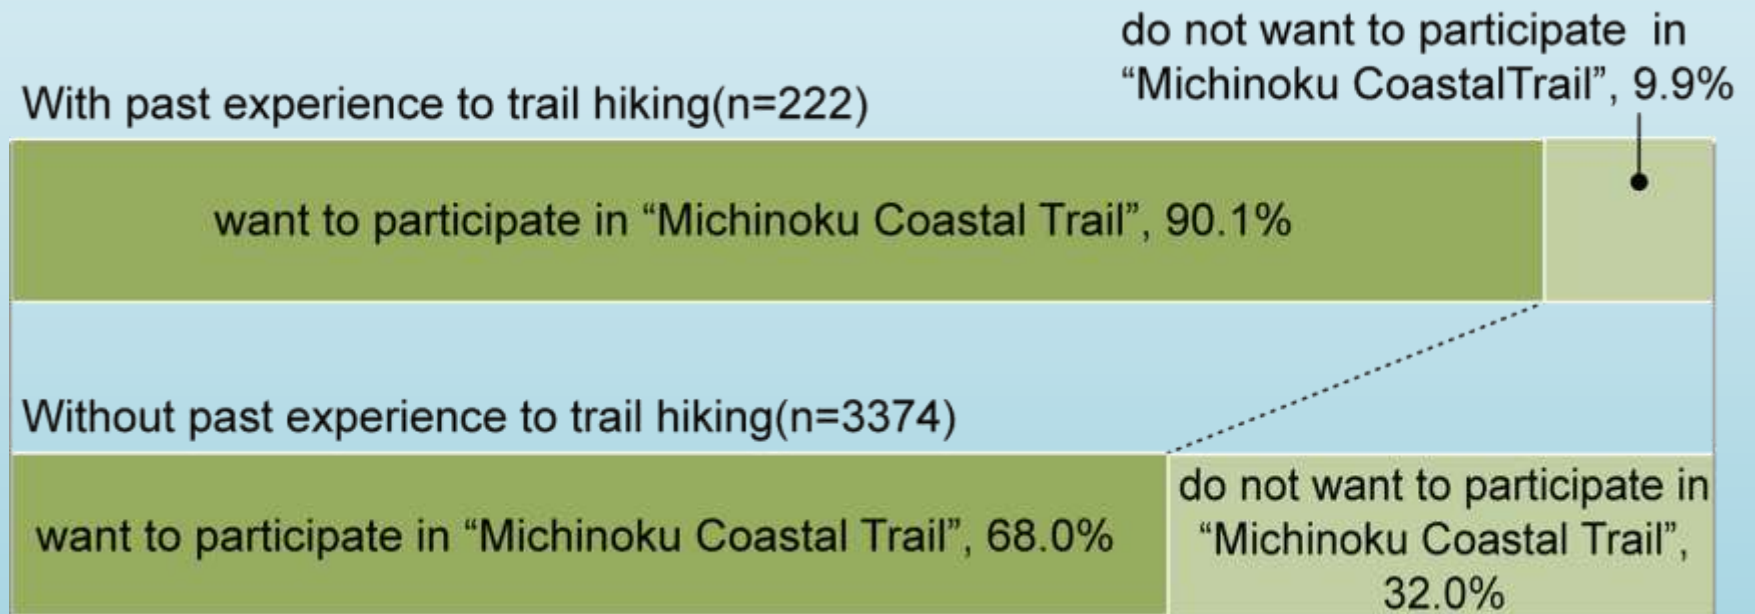 do not want to participate in
“Michinoku CoastalTrail”, 9.9%
With past experience to trail hiking(n=222)
want to participate in “Michinoku Coastal Trail”, 90.1%
Without past experience to trail hiking(n=3374)
want to participate in “Michinoku Coastal Trail”, 68.0%
do not want to participate in
“Michinoku Coastal Trail”,
32.0%